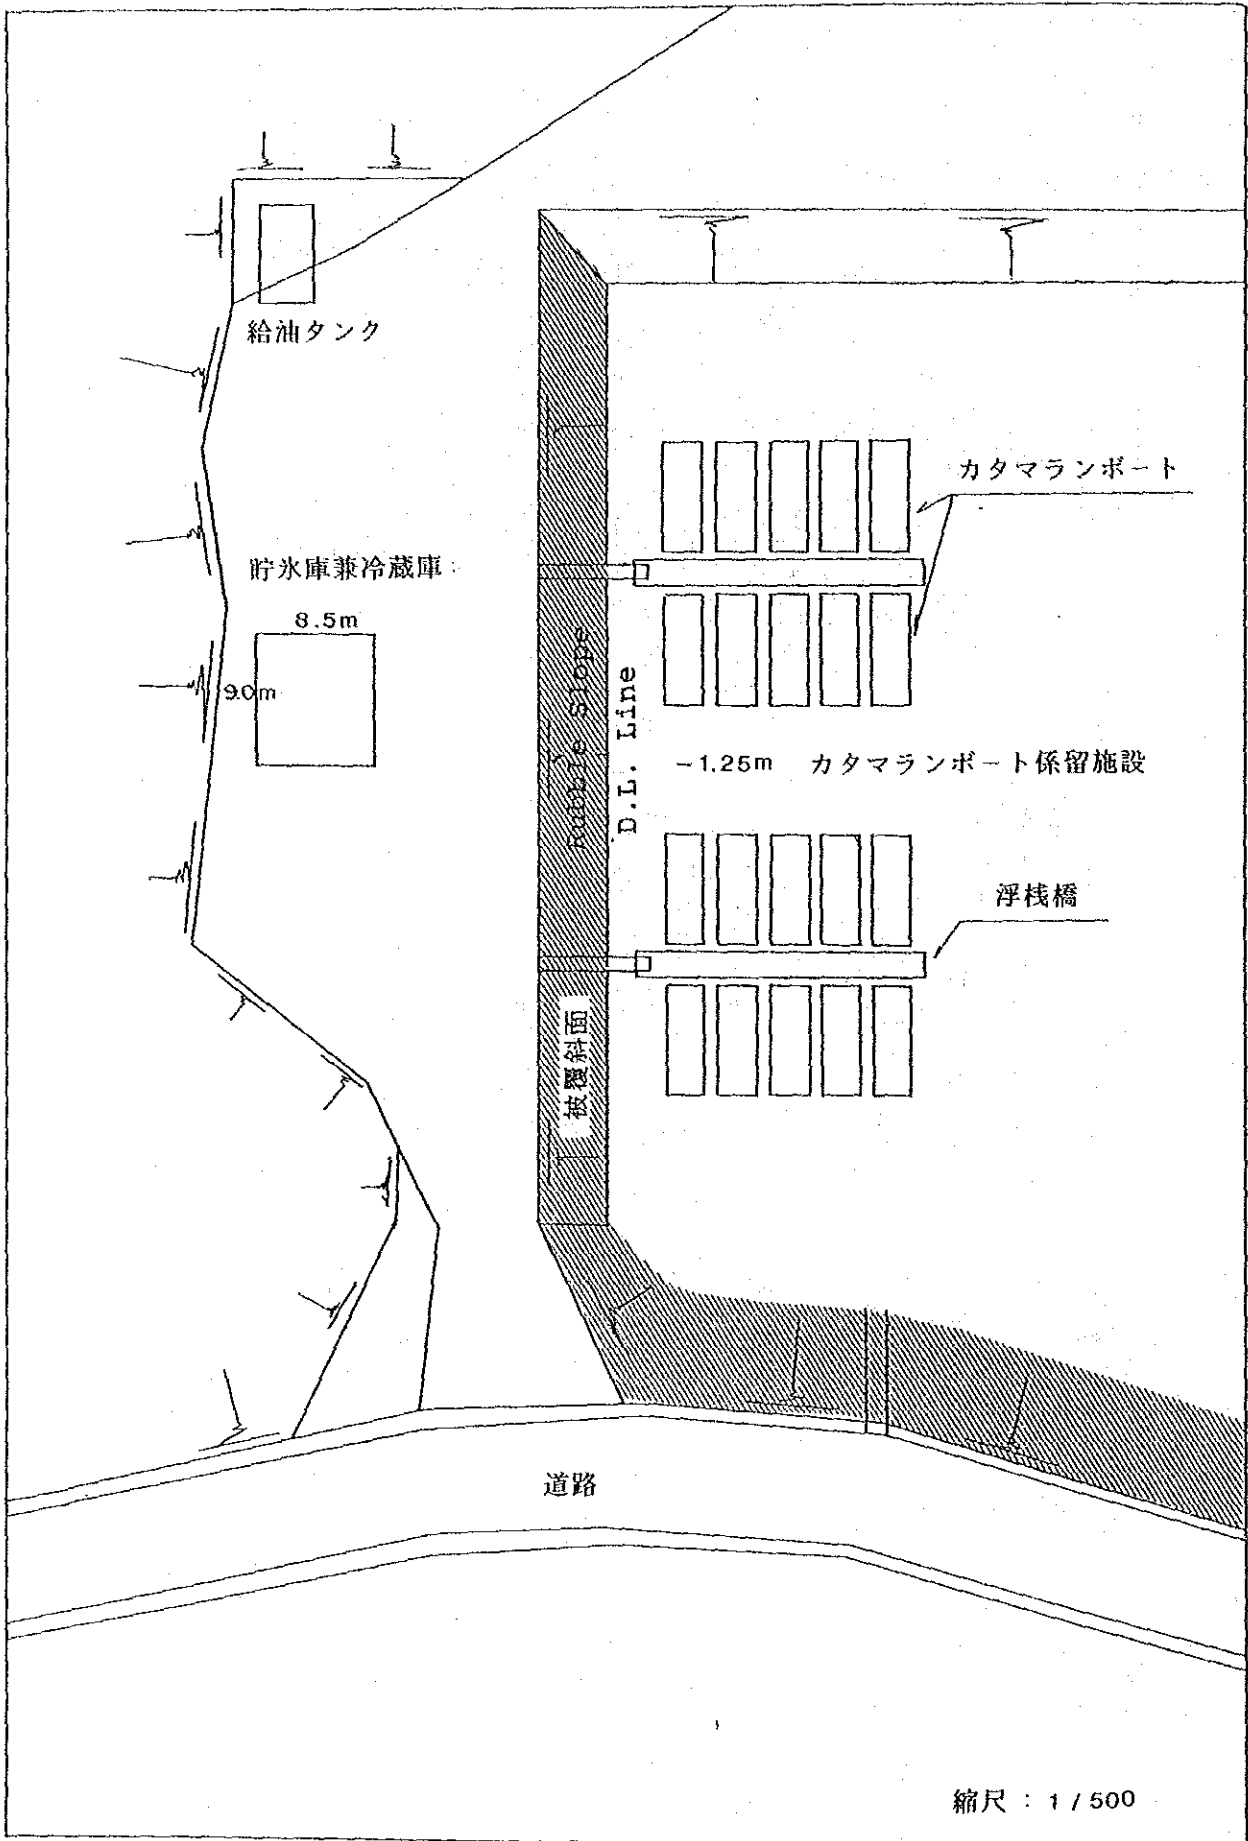 給油タンク
カタマランボート
貯氷庫兼冷蔵庫
8.5m
9.0m
Rubble Slope
D.L. Line
-1.25m カタマランボート係留施設
浮桟橋
被覆斜面
道路
縮尺：1/500